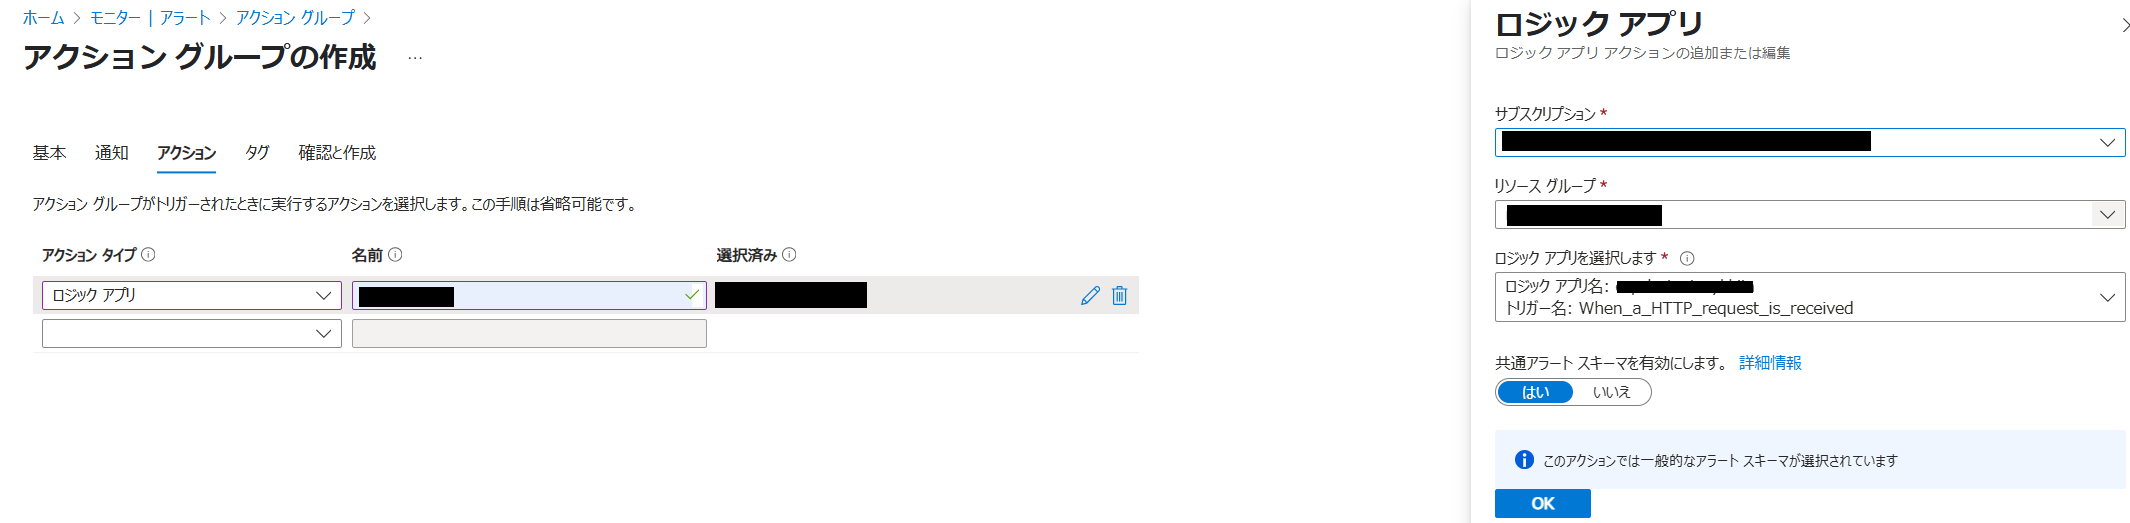 ホーム > モニター | アラート > アクション グループ >
アクション グループの作成 …
基本 通知 アクション タグ 確認と作成
アクション グループがトリガーされたときに実行するアクションを選択します。この手順は省略可能です。
アクション タイプ 名前 選択済み
ロジック アプリ
ロジック アプリ
ロジック アプリ アクションの追加または編集
サブスクリプション *
リソース グループ *
ロジック アプリを選択します *
ロジック アプリ名:
トリガー名: When_a_HTTP_request_is_received
共通アラート スキーマを有効にします。 詳細情報
はい いいえ
このアクションでは一般的なアラート スキーマが選択されています
OK